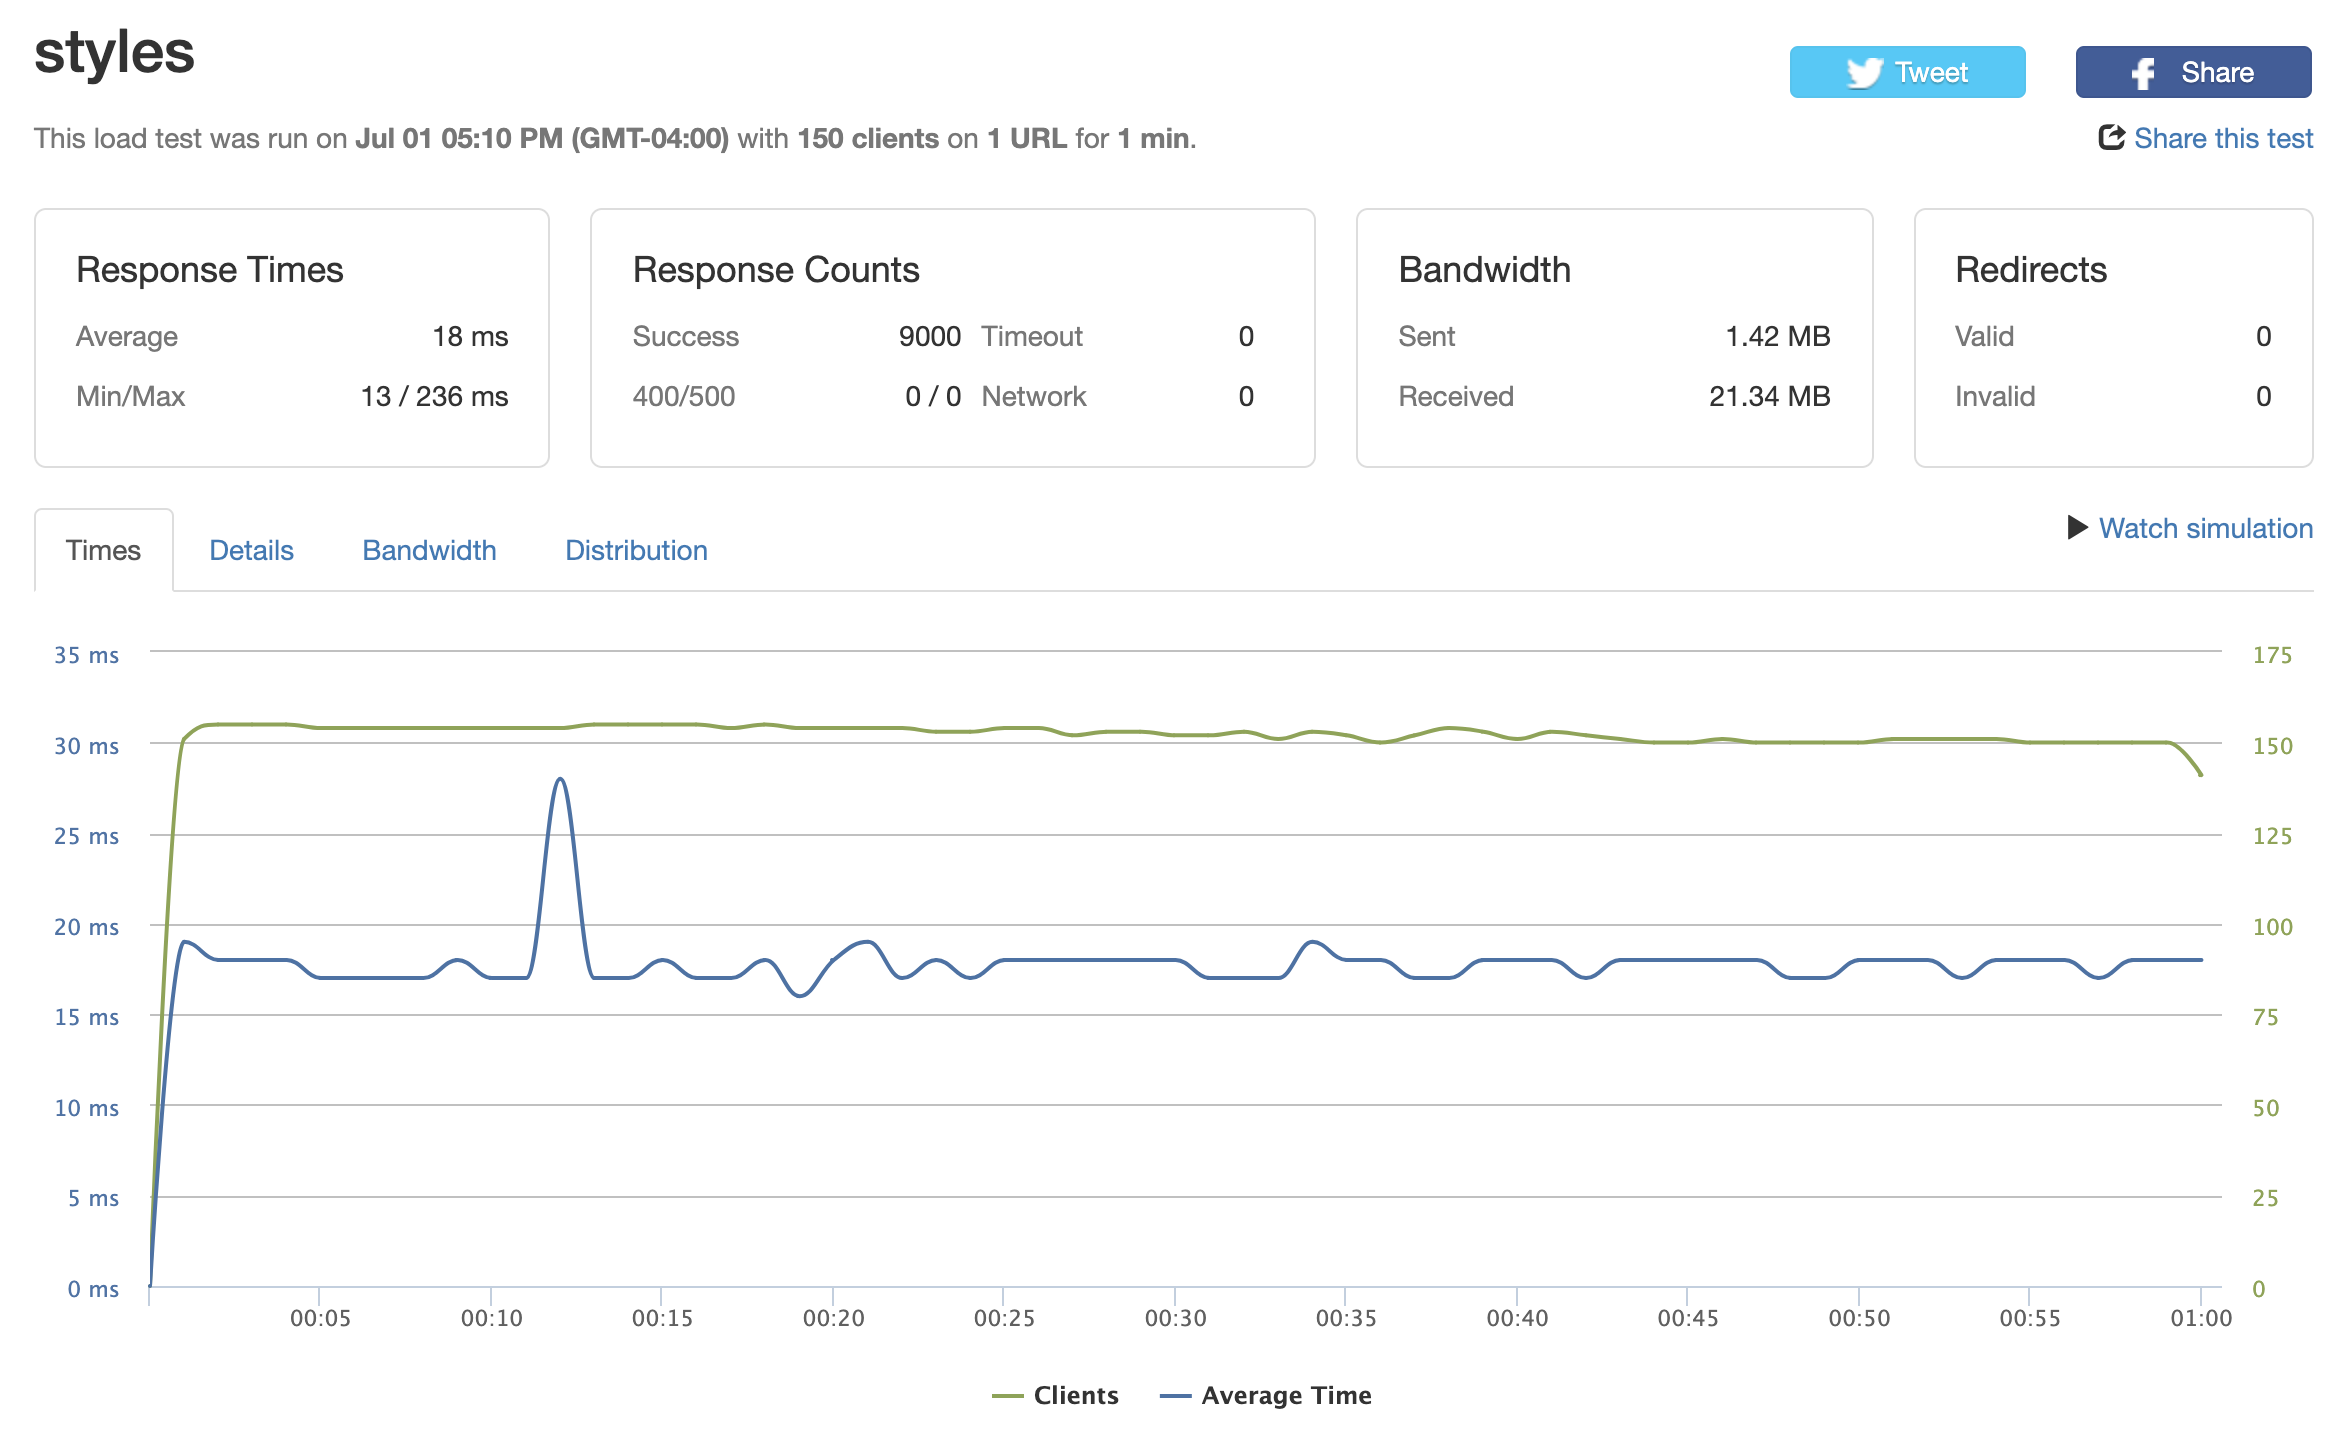 styles
Tweet
Share
This load test was run on Jul 01 05:10 PM (GMT-04:00) with 150 clients on 1 URL for 1 min.
Share this test
Response Times
Average 18 ms
Min/Max 13 / 236 ms
Response Counts
Success 9000 Timeout 0
400/500 0 / 0 Network 0
Bandwidth
Sent 1.42 MB
Received 21.34 MB
Redirects
Valid 0
Invalid 0
Times Details Bandwidth Distribution
Watch simulation
35 ms 175
30 ms 150
25 ms 125
20 ms 100
15 ms 75
10 ms 50
5 ms 25
0 ms 0
00:05 00:10 00:15 00:20 00:25 00:30 00:35 00:40 00:45 00:50 00:55 01:00
Clients Average Time